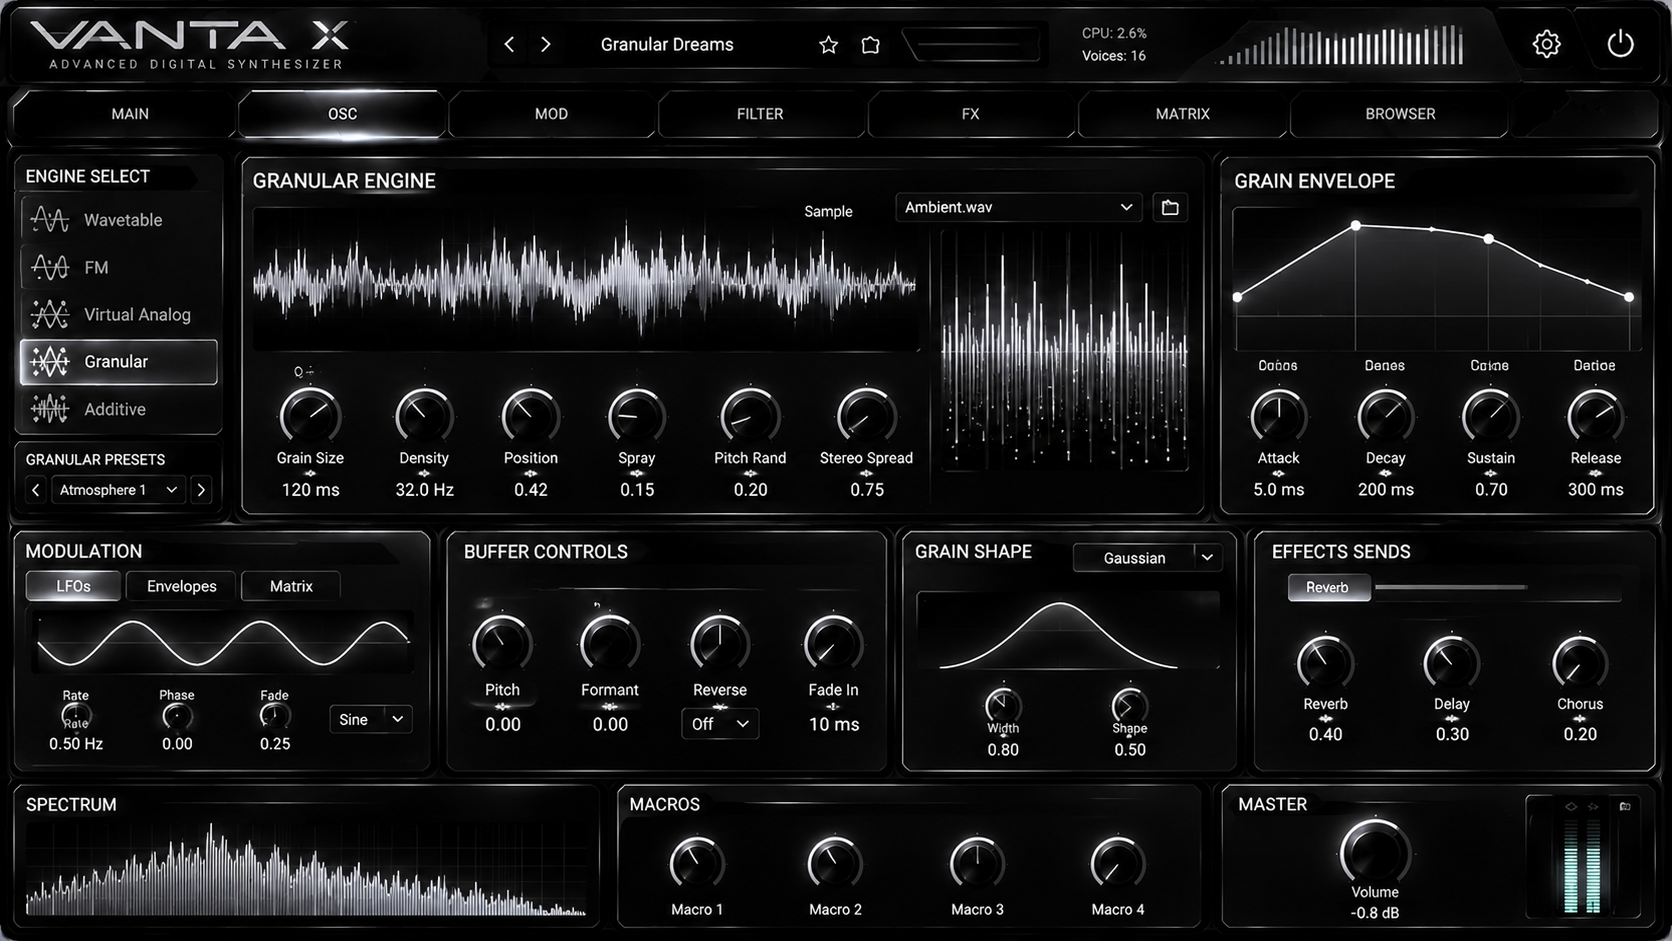 VANTA X
ADVANCED DIGITAL SYNTHESIZER
Granular Dreams
CPU: 2.6%
Voices: 16
MAIN
OSC
MOD
FILTER
FX
MATRIX
BROWSER
ENGINE SELECT
Wavetable
FM
Virtual Analog
Granular
Additive
GRANULAR PRESETS
Atmosphere 1
GRANULAR ENGINE
Sample
Ambient.wav
Grain Size
Density
Position
Spray
Pitch Rand
Stereo Spread
120 ms
32.0 Hz
0.42
0.15
0.20
0.75
GRAIN ENVELOPE
Attack
Decay
Sustain
Release
5.0 ms
200 ms
0.70
300 ms
MODULATION
LFOs
Envelopes
Matrix
Rate
Phase
Fade
Rate
0.50 Hz
0.00
0.25
Sine
BUFFER CONTROLS
Pitch
Formant
Reverse
Fade In
0.00
0.00
Off
10 ms
GRAIN SHAPE
Gaussian
Width
Shape
0.80
0.50
EFFECTS SENDS
Reverb
Reverb
Delay
Chorus
0.40
0.30
0.20
SPECTRUM
MACROS
Macro 1
Macro 2
Macro 3
Macro 4
MASTER
Volume
-0.8 dB